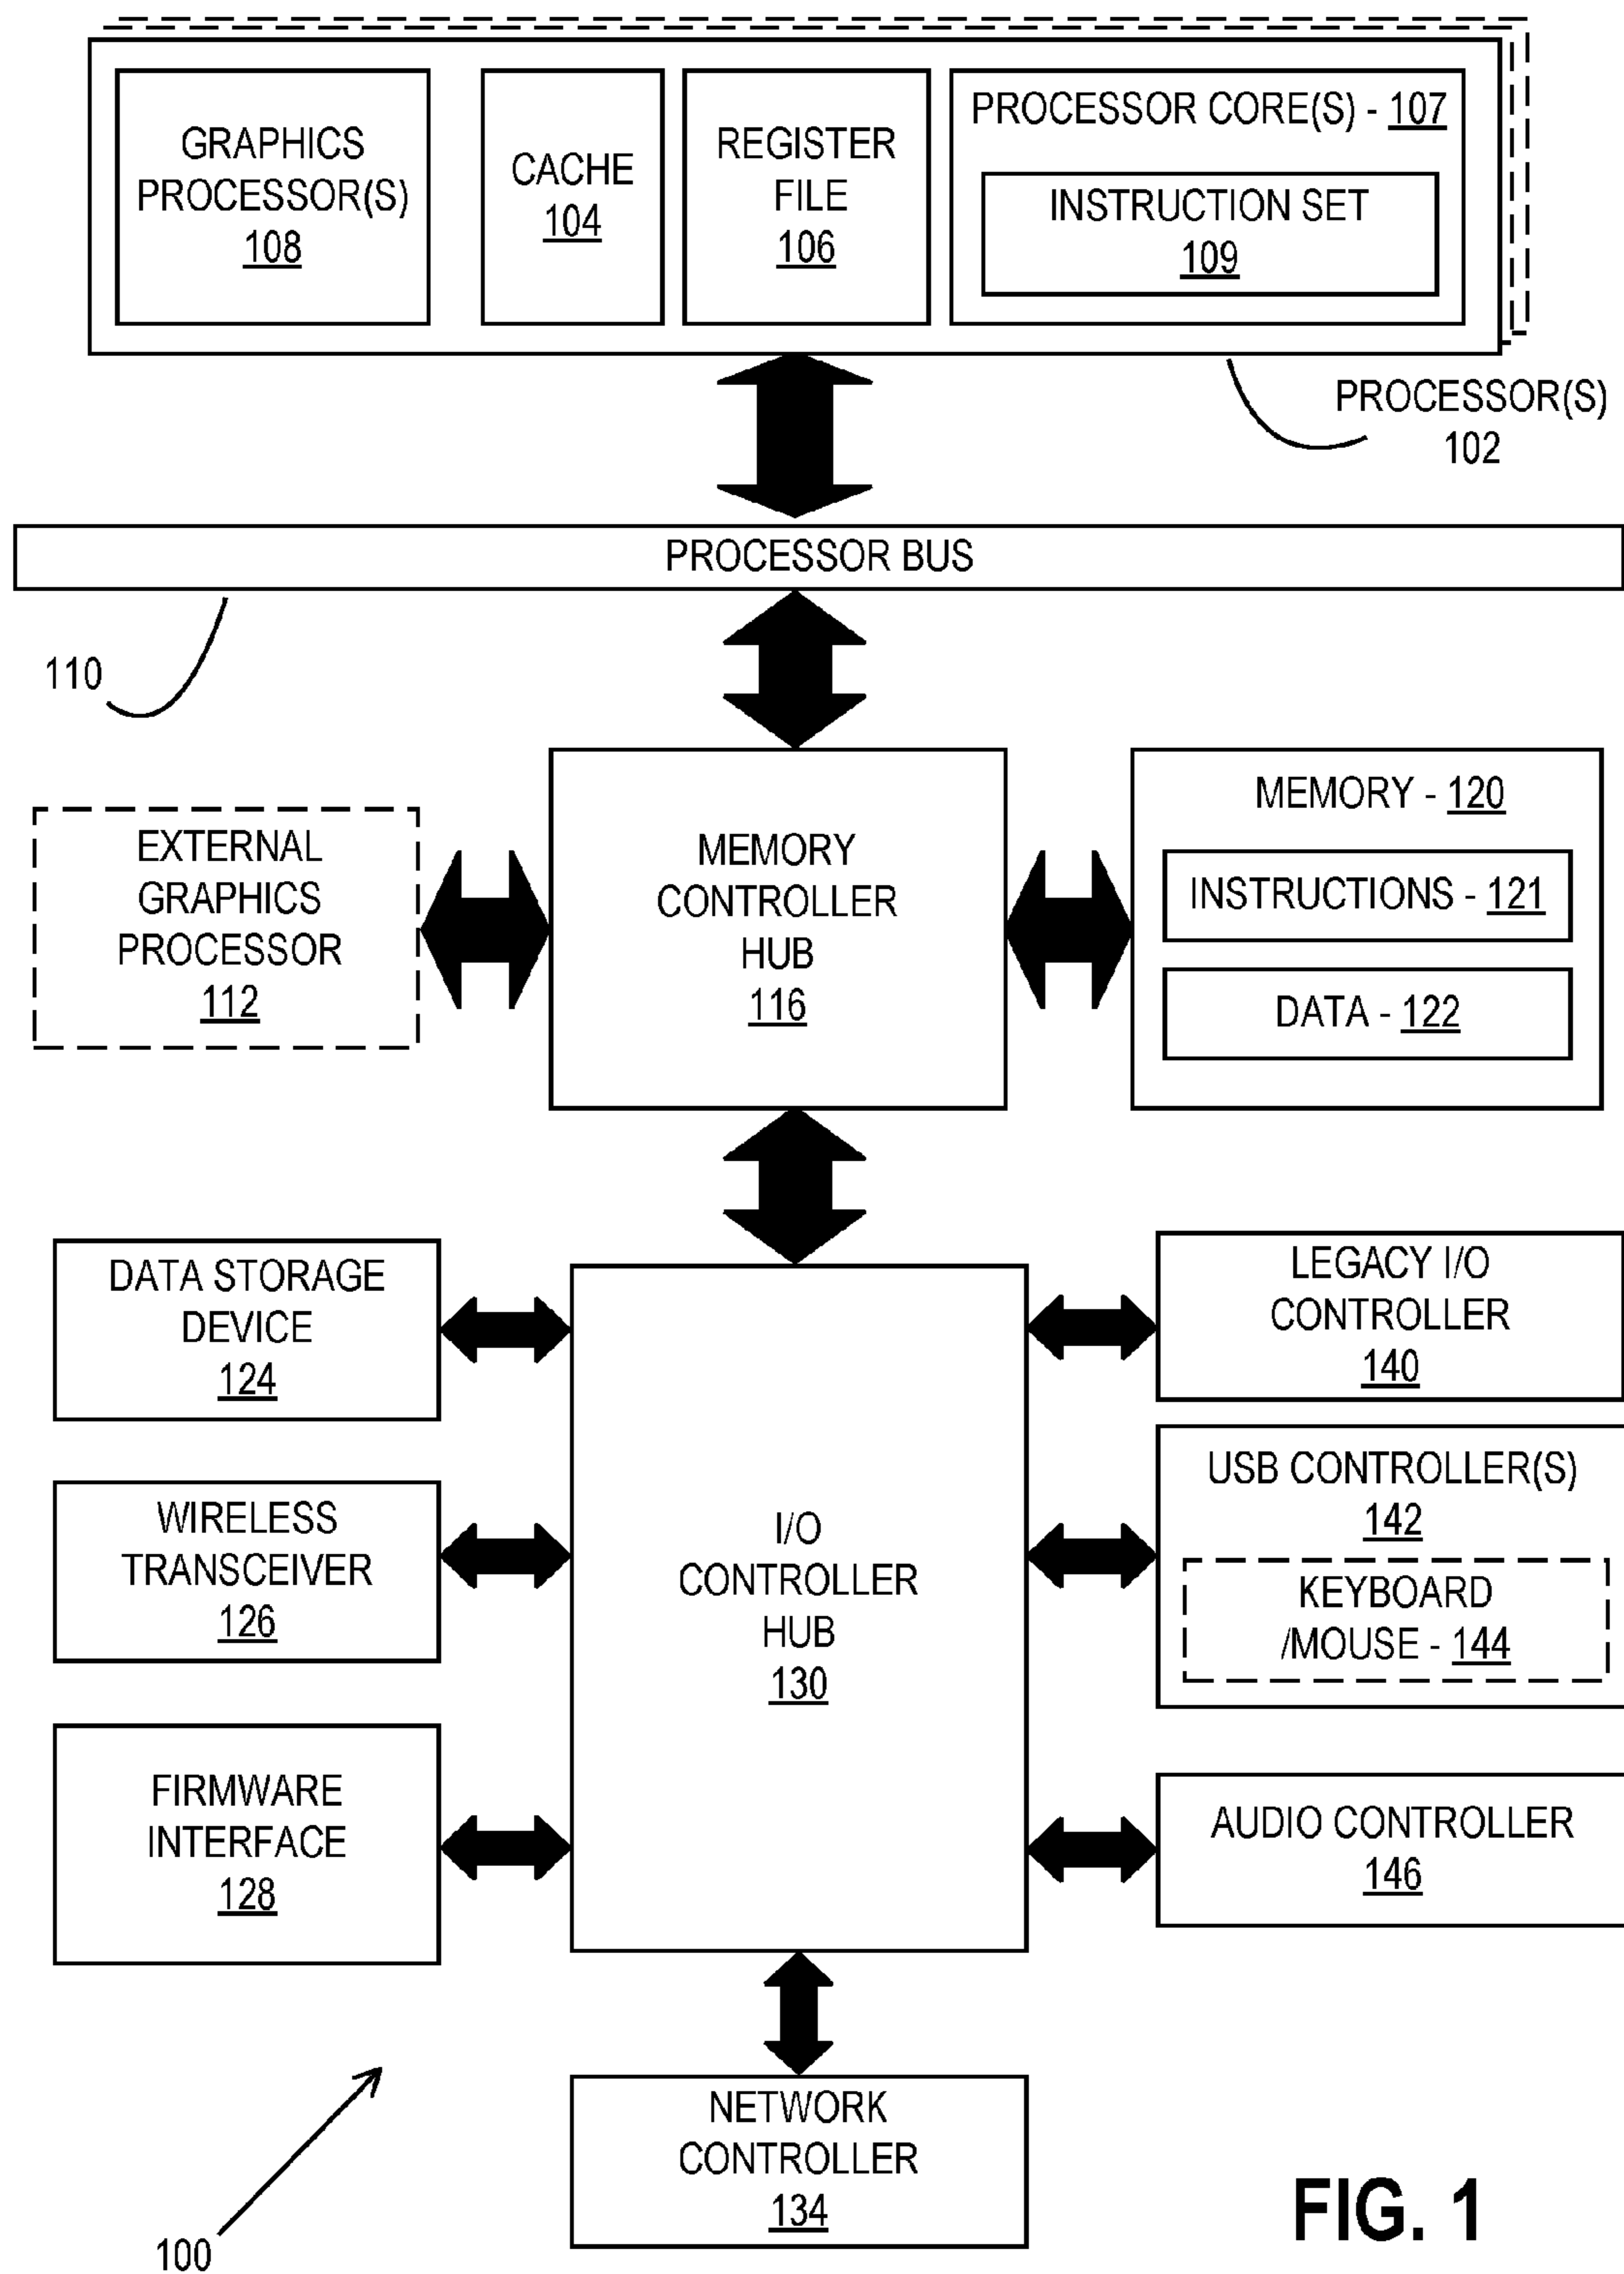 GRAPHICS
PROCESSOR(S)
108
CACHE
104
REGISTER
FILE
106
PROCESSOR CORE(S) - 107
INSTRUCTION SET
109
PROCESSOR(S)
102
PROCESSOR BUS
110
EXTERNAL
GRAPHICS
PROCESSOR
112
MEMORY
CONTROLLER
HUB
116
MEMORY - 120
INSTRUCTIONS - 121
DATA - 122
DATA STORAGE
DEVICE
124
WIRELESS
TRANSCEIVER
126
FIRMWARE
INTERFACE
128
I/O
CONTROLLER
HUB
130
LEGACY I/O
CONTROLLER
140
USB CONTROLLER(S)
142
KEYBOARD
/MOUSE - 144
AUDIO CONTROLLER
146
NETWORK
CONTROLLER
134
100
FIG. 1